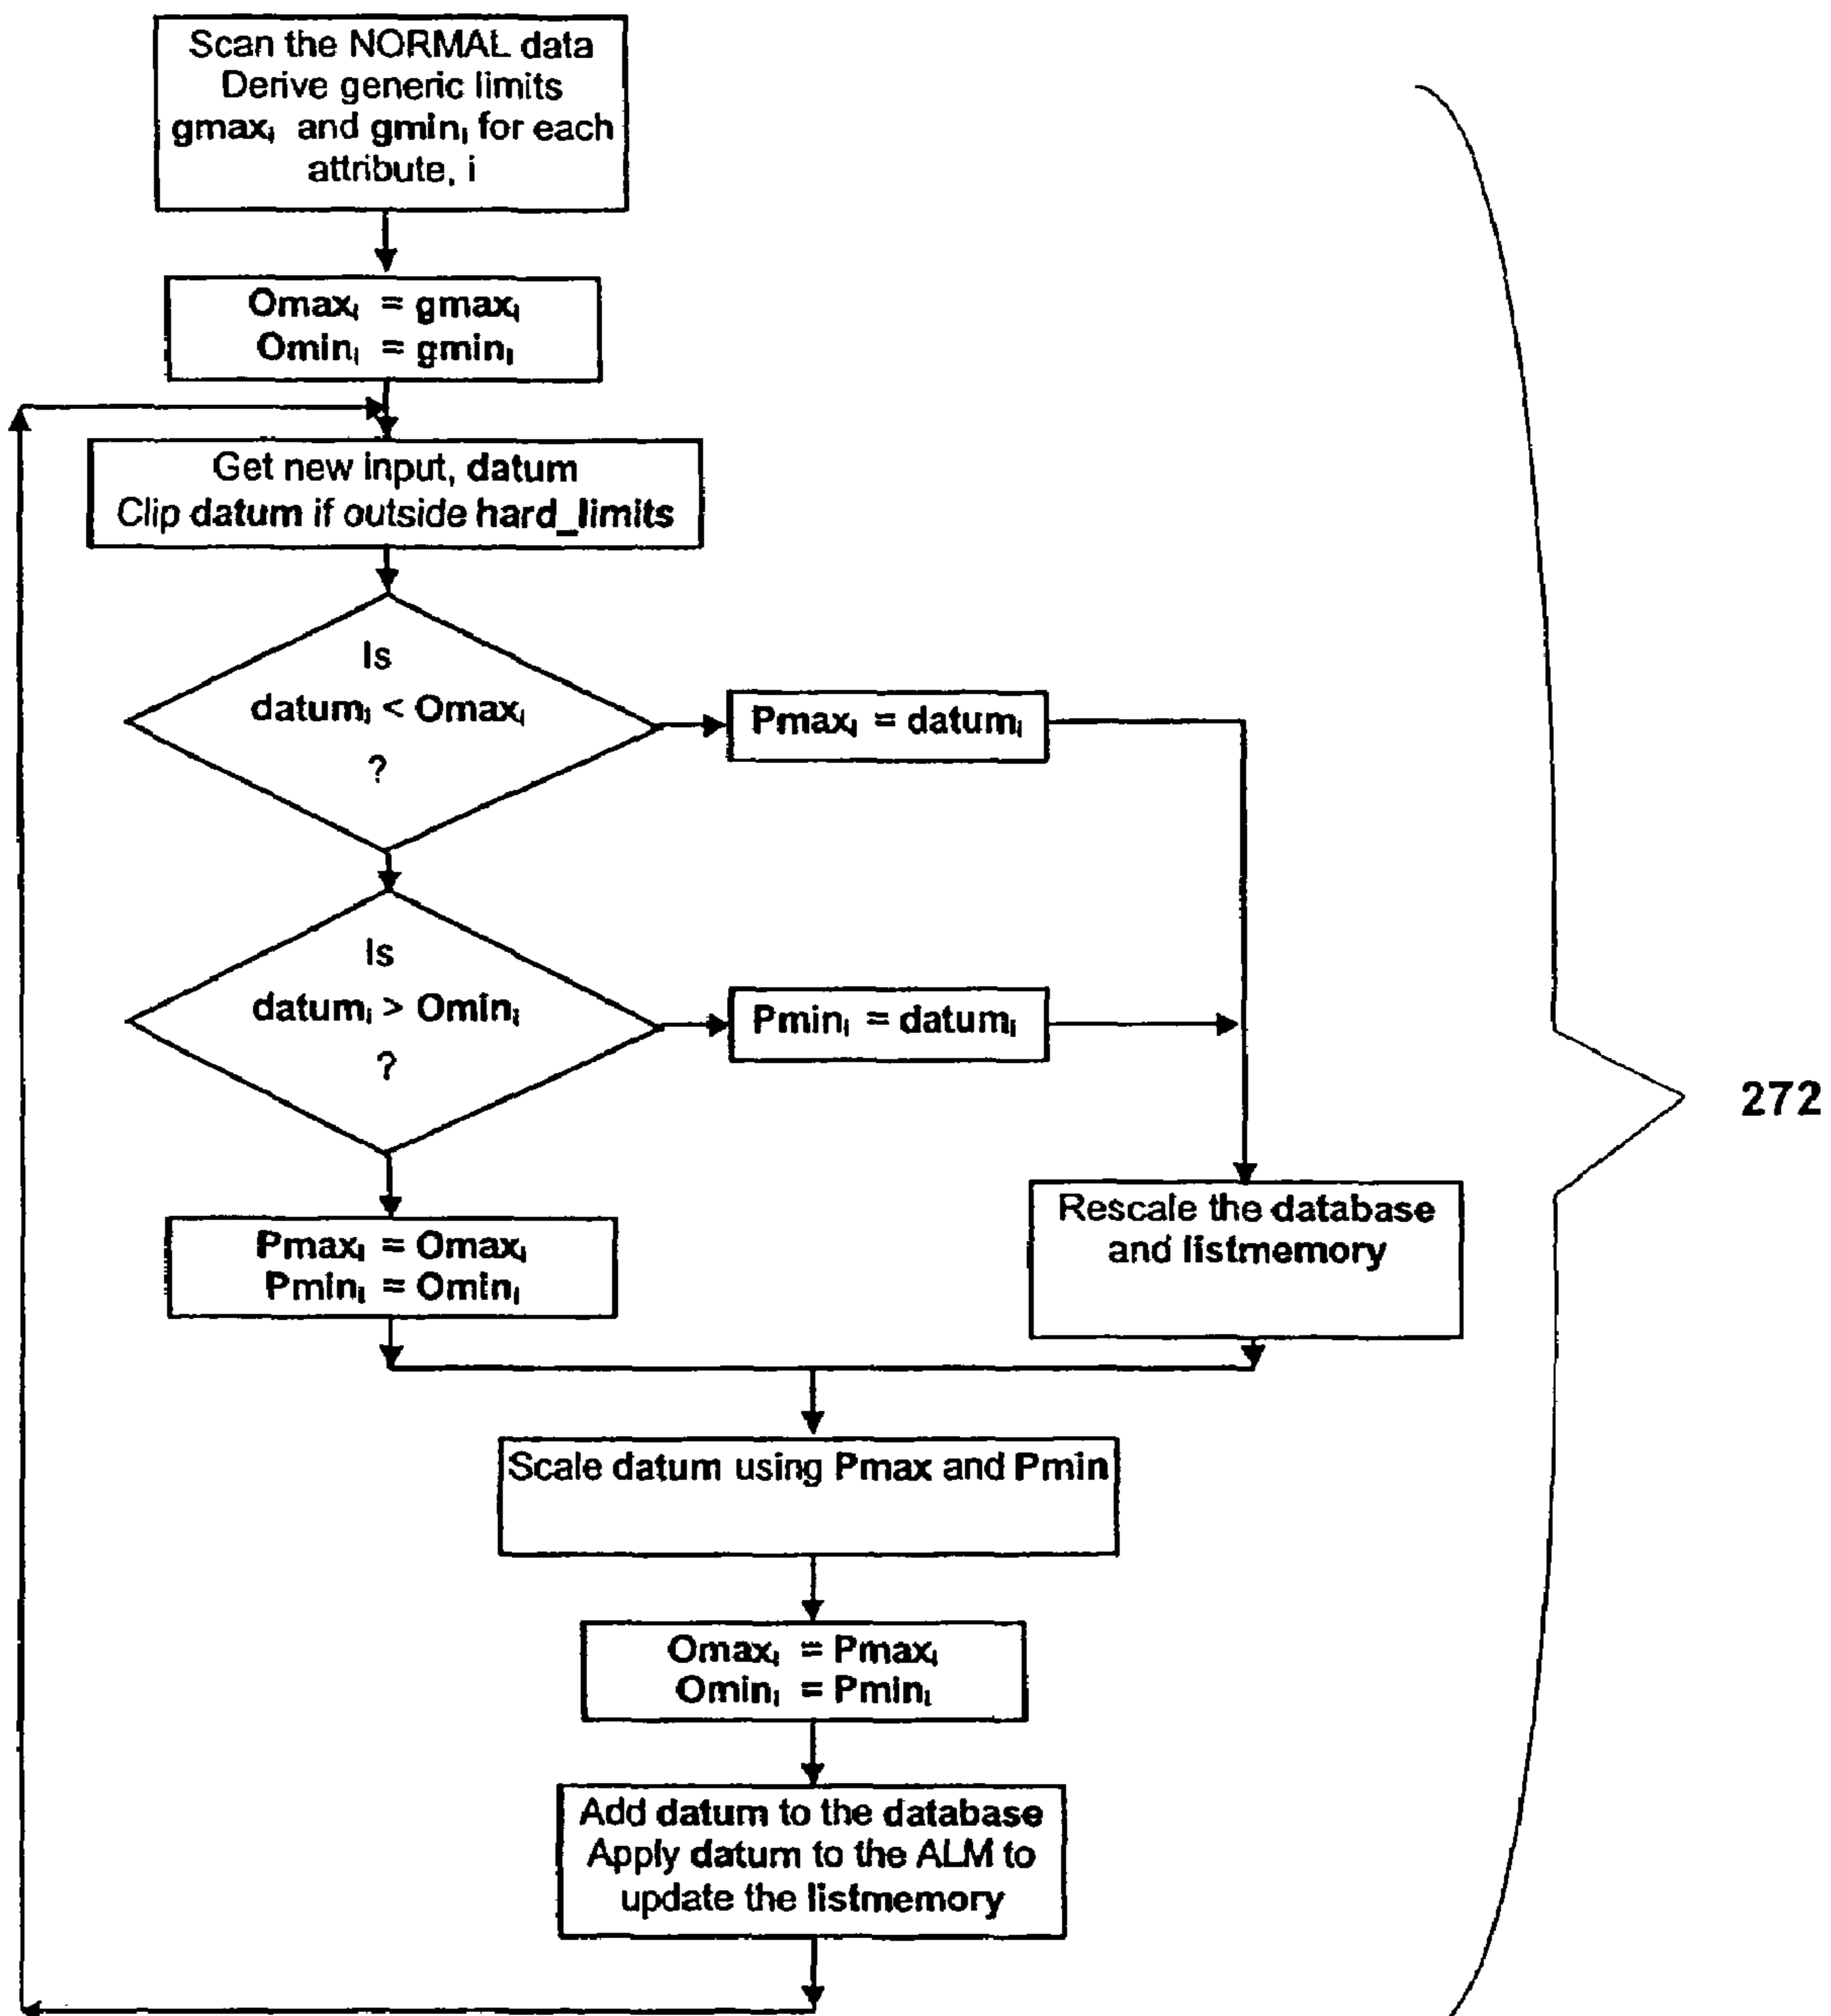 Scan the NORMAL data
Derive generic limits
gmaxᵢ and gminᵢ for each
attribute, i
Omaxᵢ = gmaxᵢ
Ominᵢ = gminᵢ
Get new input, datum
Clip datum if outside hard_limits
Is
datumᵢ < Omaxᵢ
?
Pmaxᵢ = datumᵢ
Is
datumᵢ > Ominᵢ
?
Pminᵢ = datumᵢ
272
Pmaxᵢ = Omaxᵢ
Pminᵢ = Ominᵢ
Rescale the database
and listmemory
Scale datum using Pmax and Pmin
Omaxᵢ = Pmaxᵢ
Ominᵢ = Pminᵢ
Add datum to the database
Apply datum to the ALM to
update the listmemory